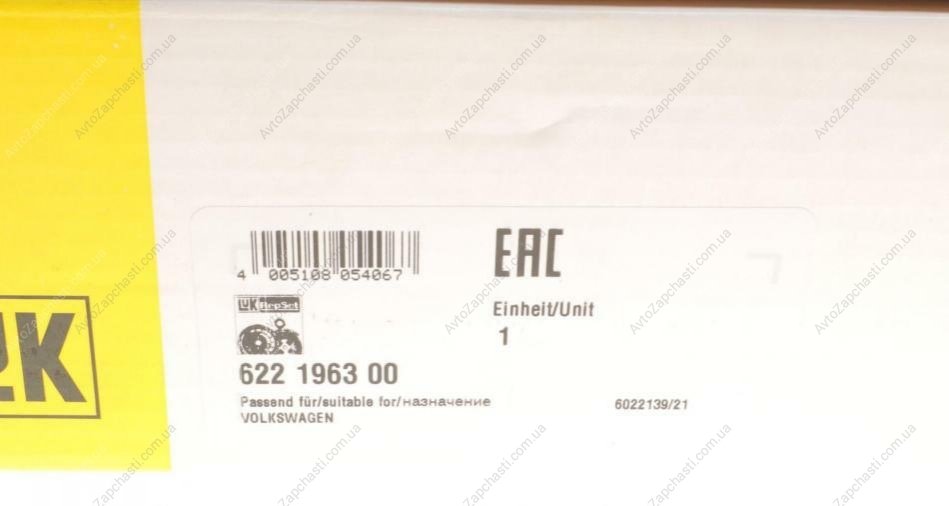 4 005108 054067
EAC
LuK RepSet
Einheit/Unit
1
622 1963 00
Passend für/suitable for/назначение
VOLKSWAGEN
6022139/21
LUK
AvtoZapchasti.com.ua